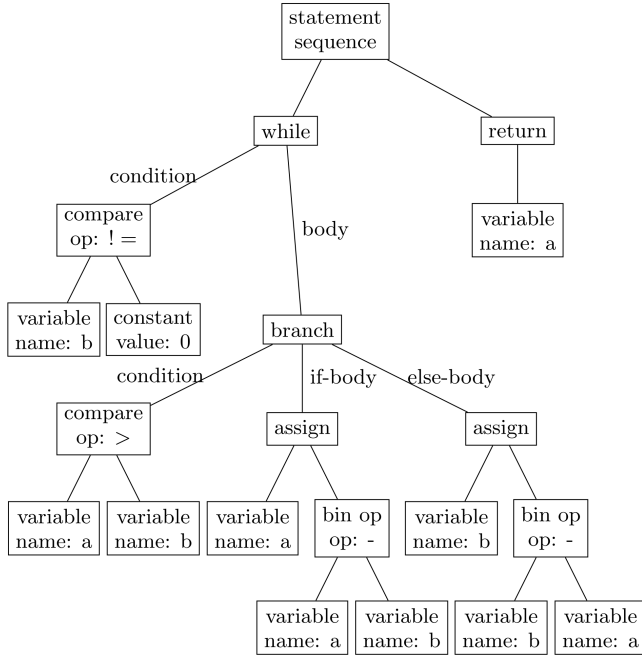 statement
sequence
while
return
condition
body
compare
op: ! =
variable
name: a
variable
name: b
constant
value: 0
branch
condition
if-body
else-body
compare
op: >
assign
assign
variable
name: a
variable
name: b
variable
name: a
bin op
op: -
variable
name: b
bin op
op: -
variable
name: a
variable
name: b
variable
name: b
variable
name: a